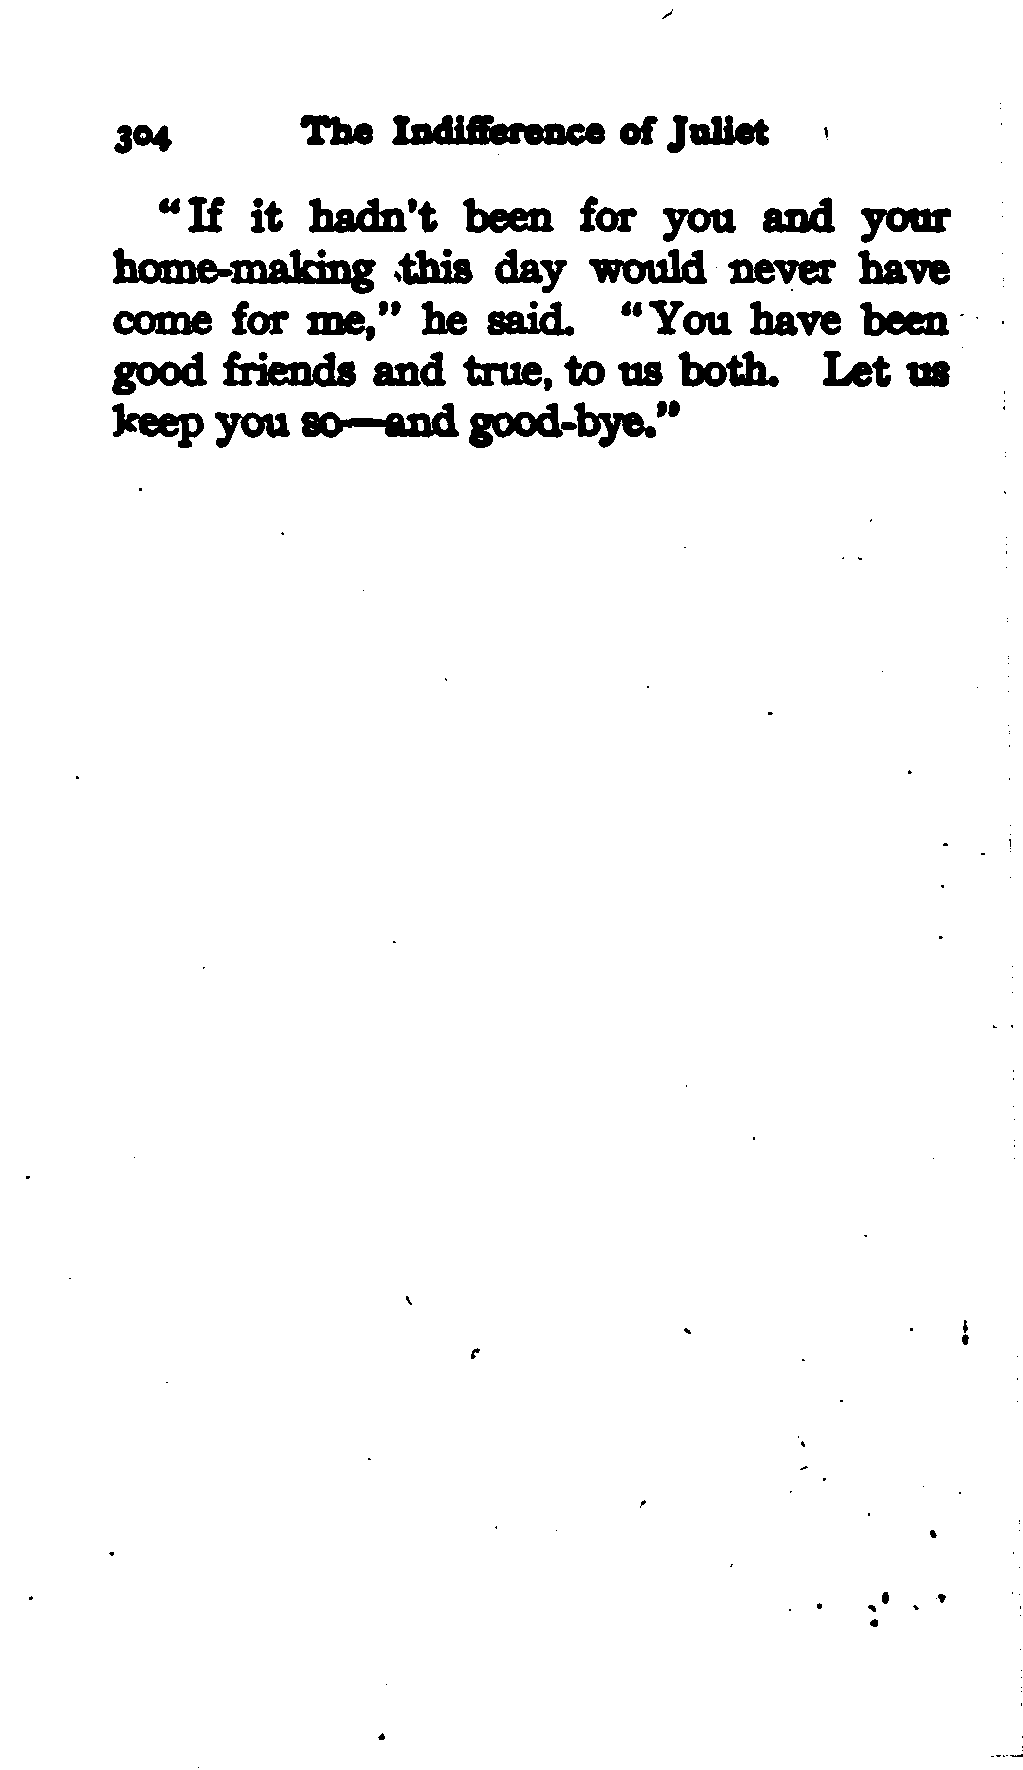 304 The Indifference of Juliet
"If it hadn't been for you and your
home-making this day would never have
come for me," he said. "You have been
good friends and true, to us both. Let us
keep you so—and good-bye."